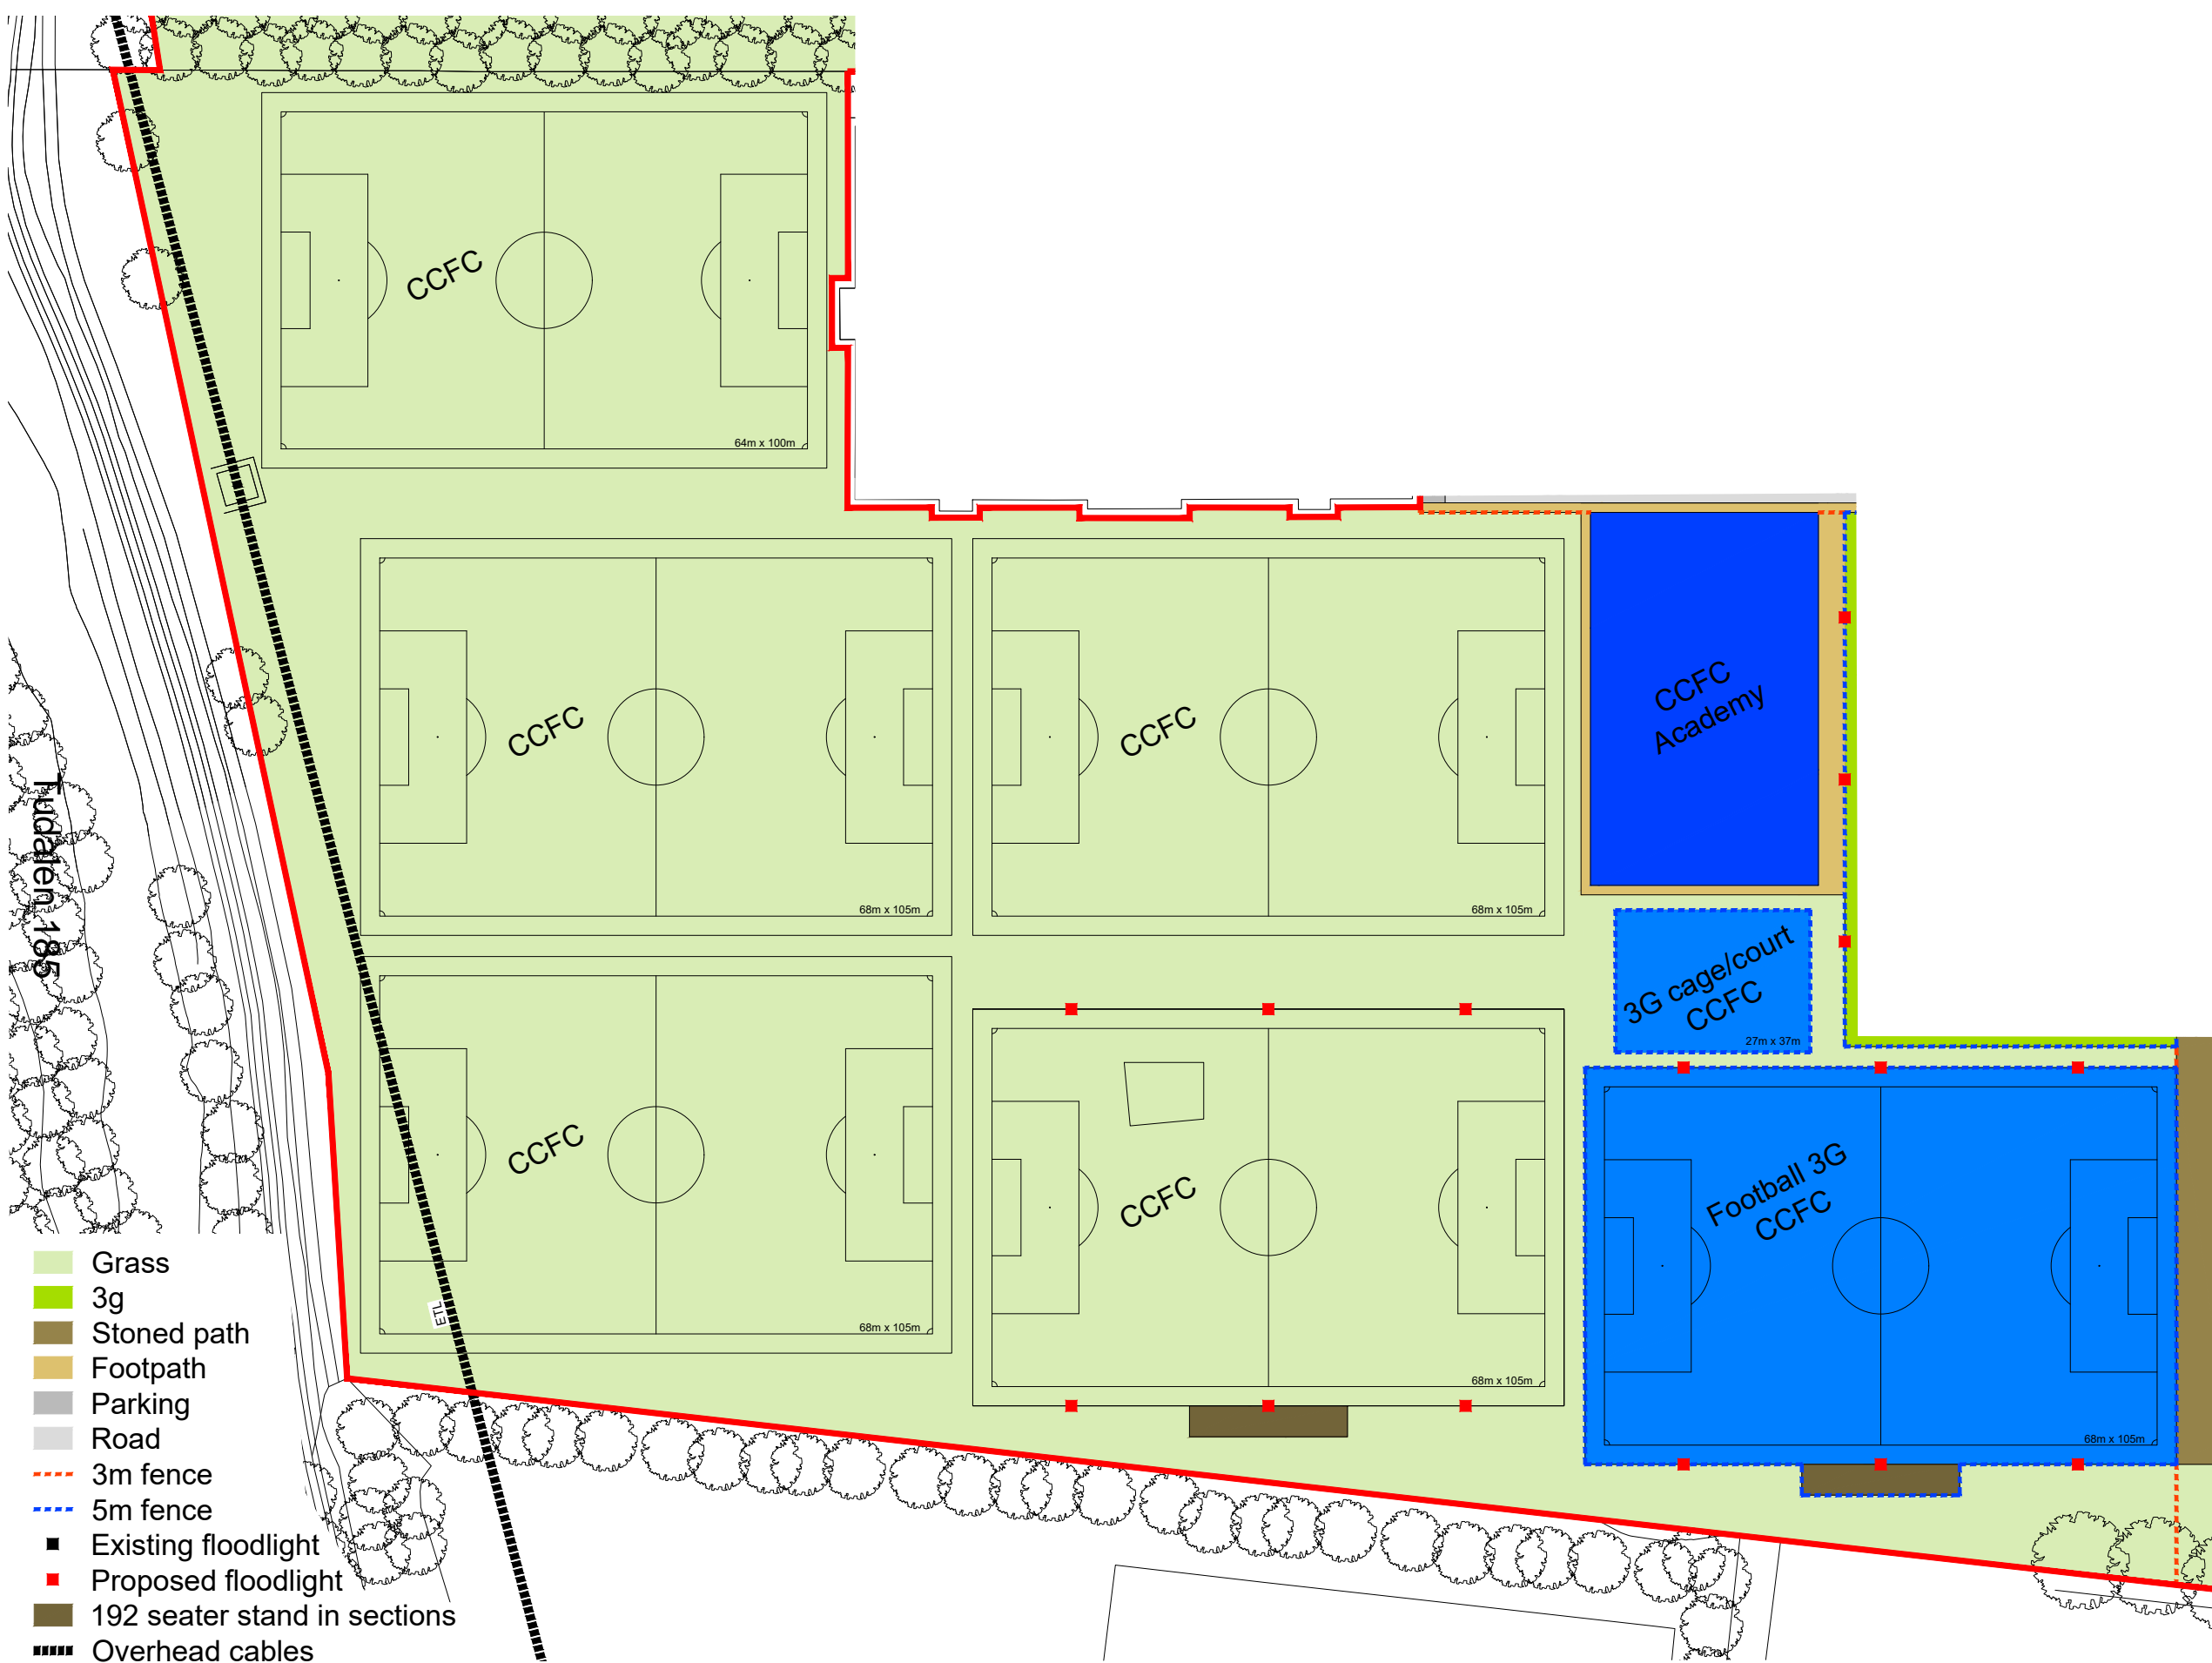 CCFC
64m x 100m
CCFC
68m x 105m
CCFC
68m x 105m
CCFC
Academy
3G cage/court
CCFC
27m x 37m
CCFC
68m x 105m
CCFC
68m x 105m
Football 3G
CCFC
68m x 105m
ETL
Tudalen 185
Grass
3g
Stoned path
Footpath
Parking
Road
3m fence
5m fence
Existing floodlight
Proposed floodlight
192 seater stand in sections
Overhead cables